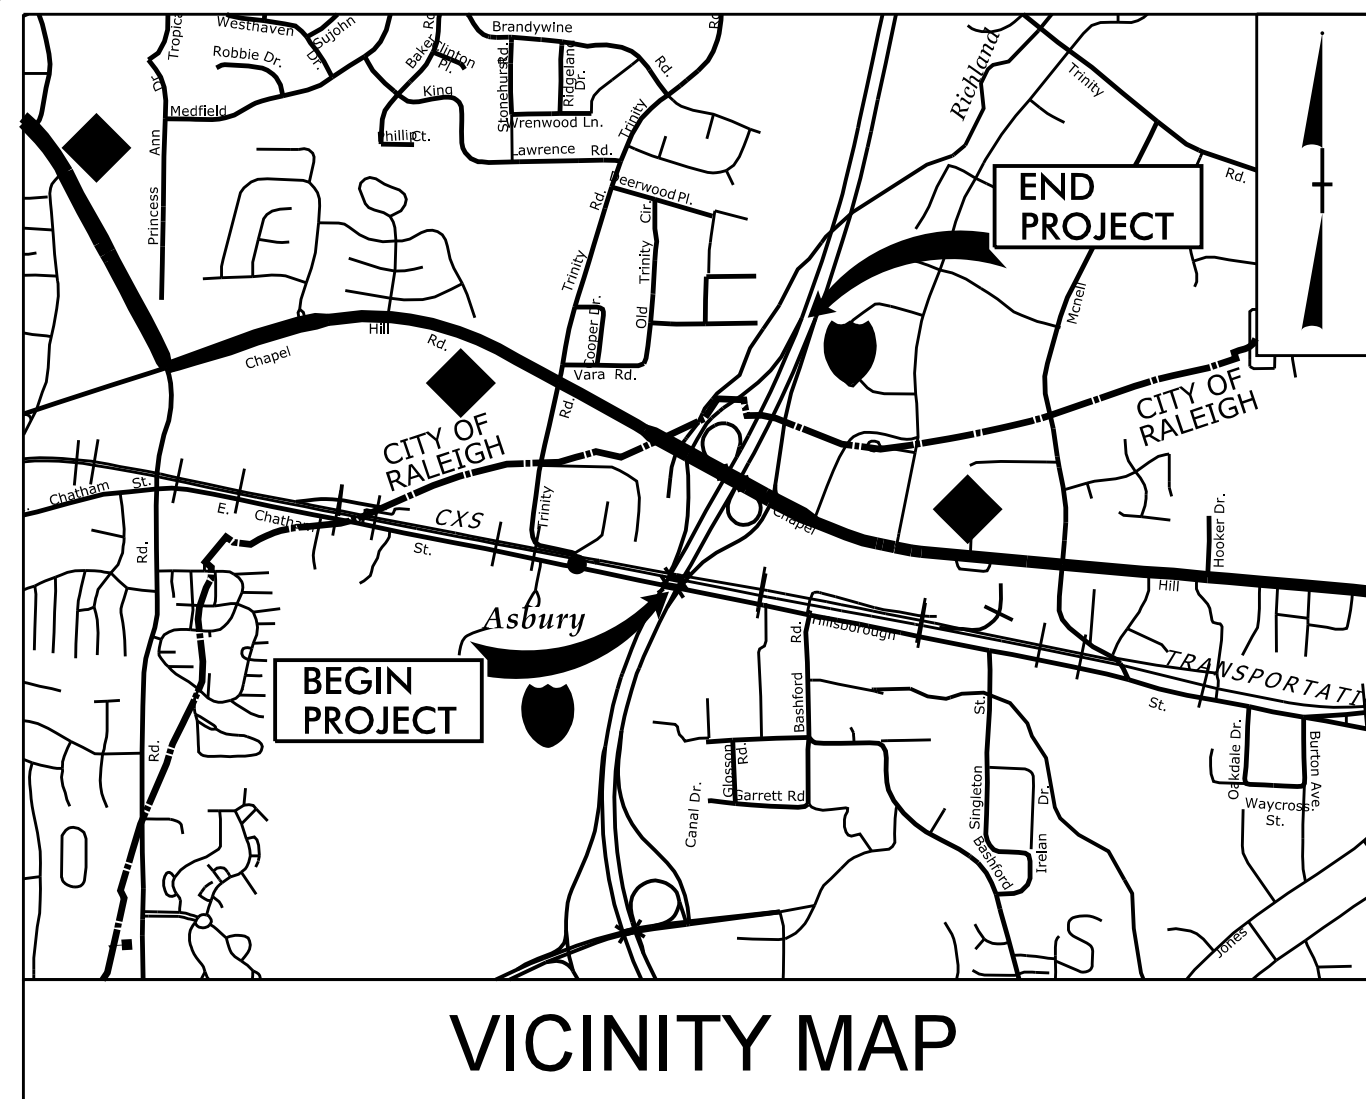 Tropica
Westhaven
Sujohn
Dr.
Robbie Dr.
Dr.
Medfield
Princess Ann
Baker Rd
Clinton
Pl.
King
Phillip Ct.
Brandywine
Rd.
Stonehurst Rd.
Ridgeland
Dr.
Wrenwood Ln.
Lawrence Rd.
Rd.
Trinity
Richland
Trinity
Rd.
Deerwood Pl.
Rd.
Trinity
Old Trinity Cir.
Cooper Dr.
Vara Rd.
Rd.
Trinity
END
PROJECT
Mcneil
Chapel
Hill
Rd.
CITY OF
RALEIGH
CITY OF
RALEIGH
Chatham St.
E. Chatham
St.
CXS
Rd.
Rd.
Chapel
Hill
Hooker Dr.
Asbury
BEGIN
PROJECT
Hillsborough
St.
TRANSPORTATI
Bashford Rd.
Glosson
Rd.
Garrett Rd
Canal Dr.
Singleton St.
Bashford
Irelan Dr.
Oakdale Dr.
Burton Ave.
Waycross
St.
Jones
VICINITY MAP